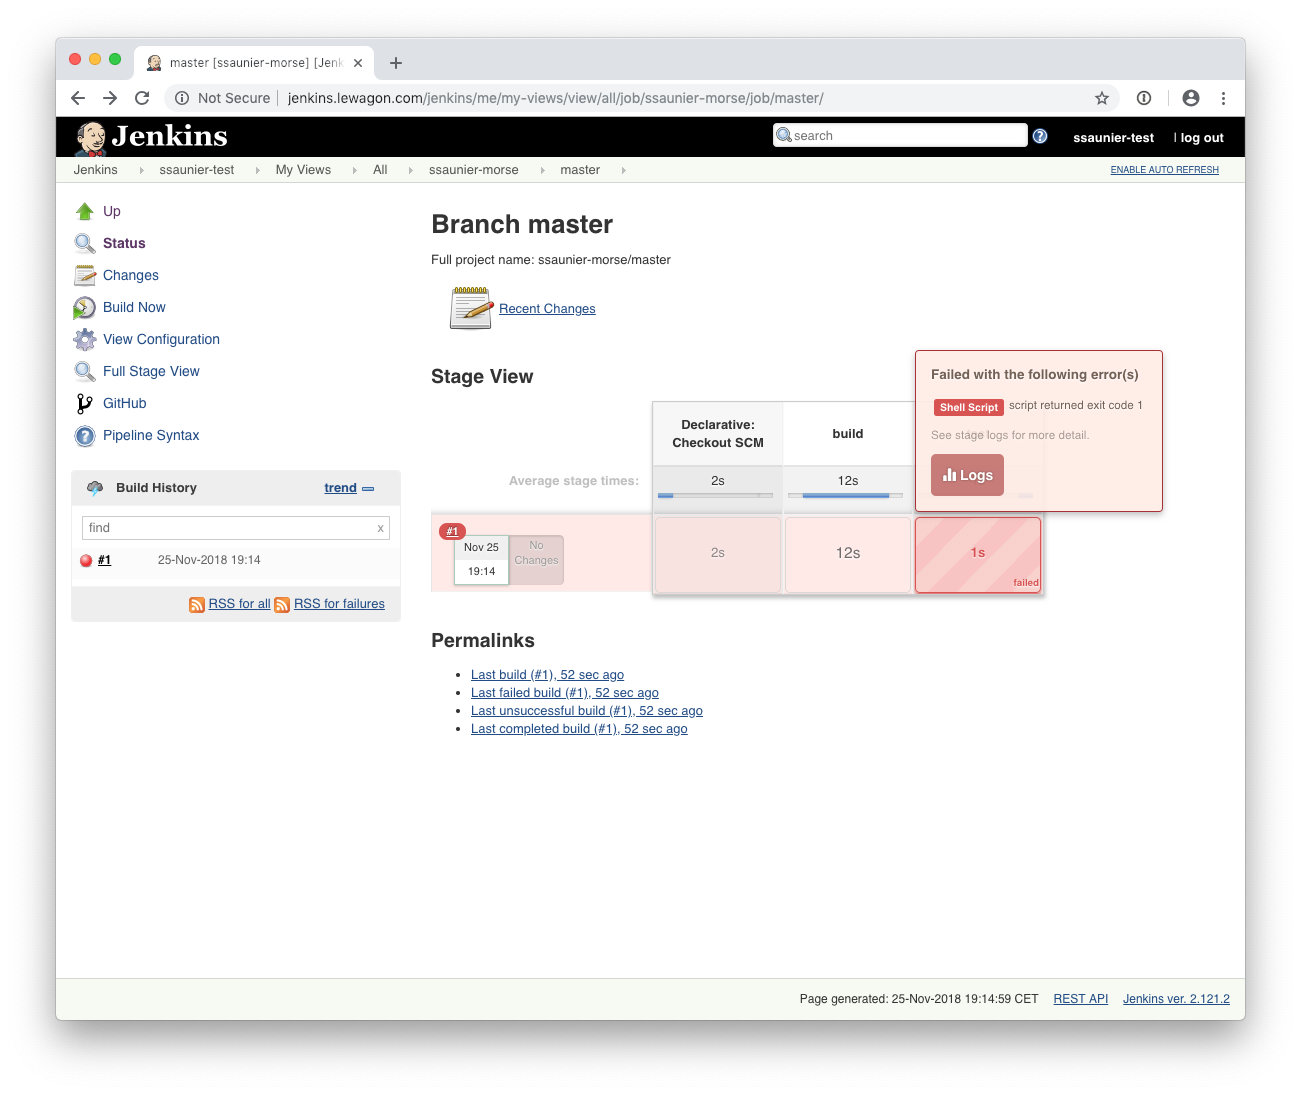 master [ssaunier-morse] [Jenk
Not Secure
jenkins.lewagon.com/jenkins/me/my-views/view/all/job/ssaunier-morse/job/master/
Jenkins
search
ssaunier-test
| log out
Jenkins
ssaunier-test
My Views
All
ssaunier-morse
master
ENABLE AUTO REFRESH
Up
Status
Changes
Build Now
View Configuration
Full Stage View
GitHub
Pipeline Syntax
Build History
trend
find
x
#1
25-Nov-2018 19:14
RSS for all
RSS for failures
Branch master
Full project name: ssaunier-morse/master
Recent Changes
Stage View
Failed with the following error(s)
Shell Script script returned exit code 1
See stage logs for more detail.
Logs
Declarative:
Checkout SCM
build
Average stage times:
2s
12s
#1
Nov 25
19:14
No
Changes
2s
12s
1s
failed
Permalinks
Last build (#1), 52 sec ago
Last failed build (#1), 52 sec ago
Last unsuccessful build (#1), 52 sec ago
Last completed build (#1), 52 sec ago
Page generated: 25-Nov-2018 19:14:59 CET
REST API
Jenkins ver. 2.121.2